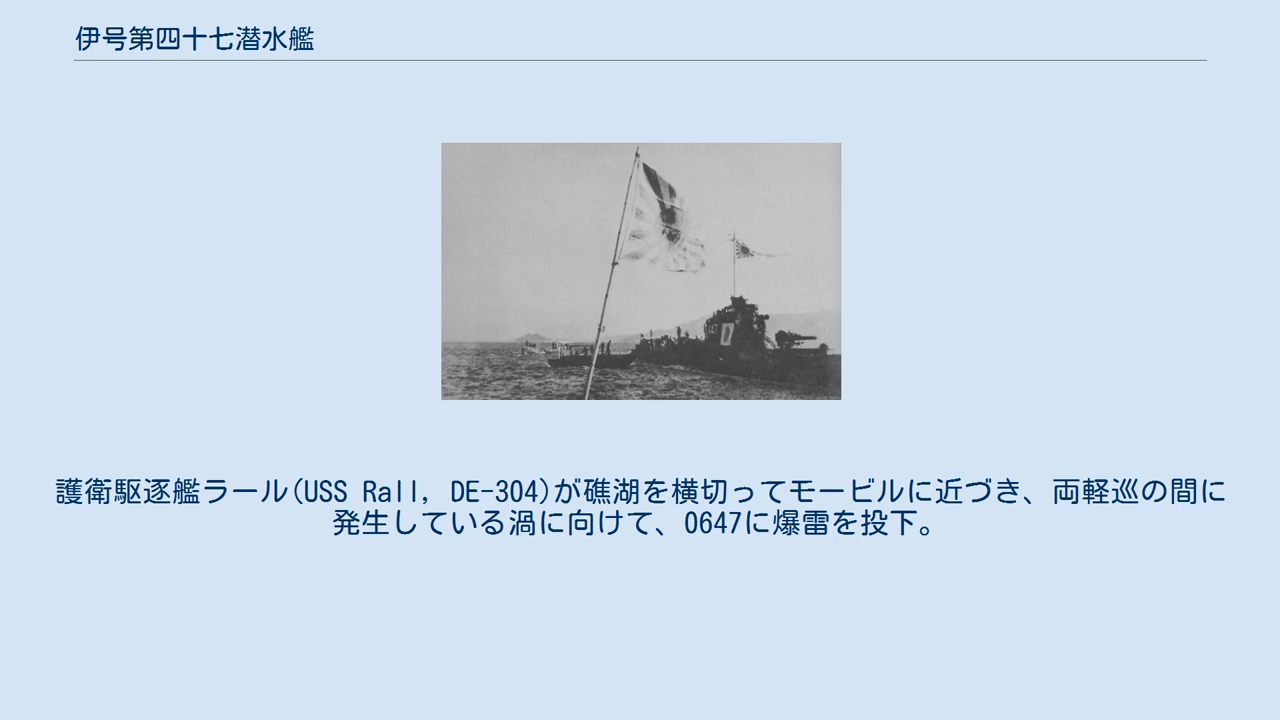 伊号第四十七潜水艦
護衛駆逐艦ラール(USS Rall, DE-304)が礁湖を横切ってモービルに近づき、両軽巡の間に
発生している渦に向けて、0647に爆雷を投下。